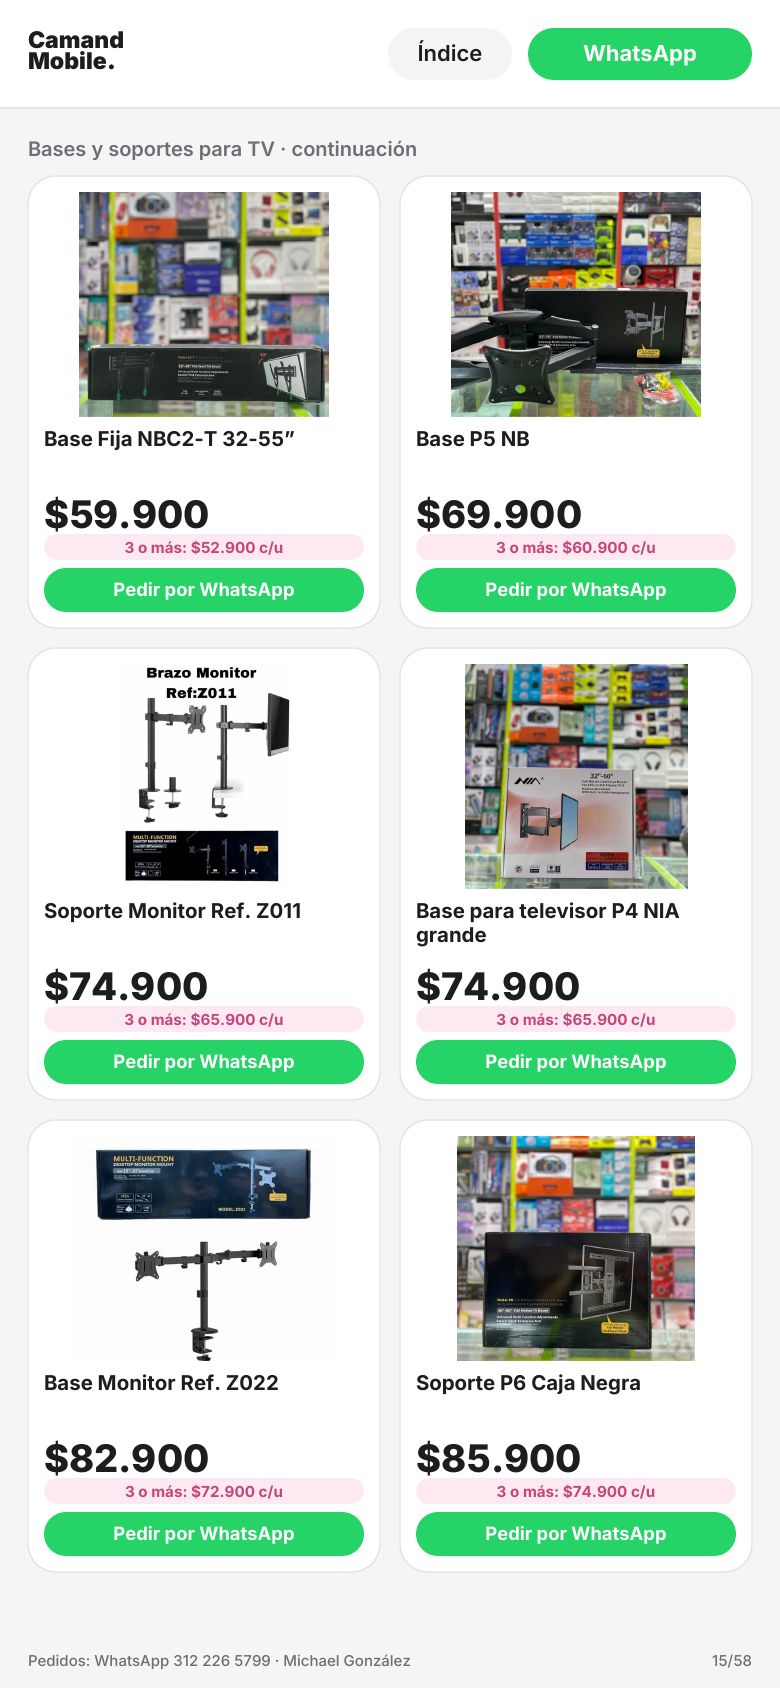 Camand
Mobile.
Índice
WhatsApp
Bases y soportes para TV · continuación
Base Fija NBC2-T 32-55”
$59.900
3 o más: $52.900 c/u
Pedir por WhatsApp
Base P5 NB
$69.900
3 o más: $60.900 c/u
Pedir por WhatsApp
Brazo Monitor
Ref:Z011
MULTI-FUNCTION
DESKTOP MONITOR MOUNT
Soporte Monitor Ref. Z011
$74.900
3 o más: $65.900 c/u
Pedir por WhatsApp
NIA
32"-60"
Base para televisor P4 NIA
grande
$74.900
3 o más: $65.900 c/u
Pedir por WhatsApp
MULTI-FUNCTION
DESKTOP MONITOR MOUNT
MODEL:Z022
Base Monitor Ref. Z022
$82.900
3 o más: $72.900 c/u
Pedir por WhatsApp
Soporte P6 Caja Negra
$85.900
3 o más: $74.900 c/u
Pedir por WhatsApp
Pedidos: WhatsApp 312 226 5799 · Michael González
15/58